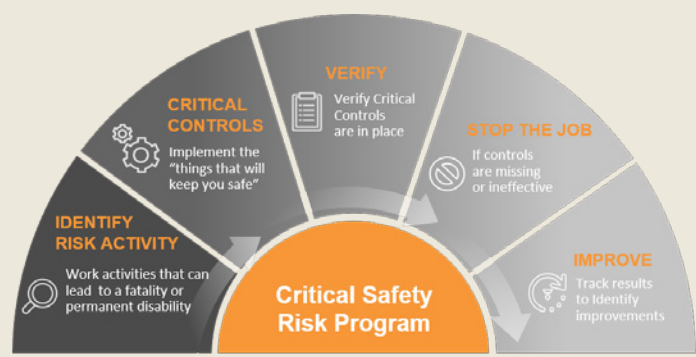 IDENTIFY
RISK ACTIVITY
Work activities that can
lead to a fatality or
permanent disability
CRITICAL
CONTROLS
Implement the
“things that will
keep you safe”
VERIFY
Verify Critical
Controls
are in place
STOP THE JOB
If controls
are missing
or ineffective
IMPROVE
Track results
to Identify
improvements
Critical Safety
Risk Program